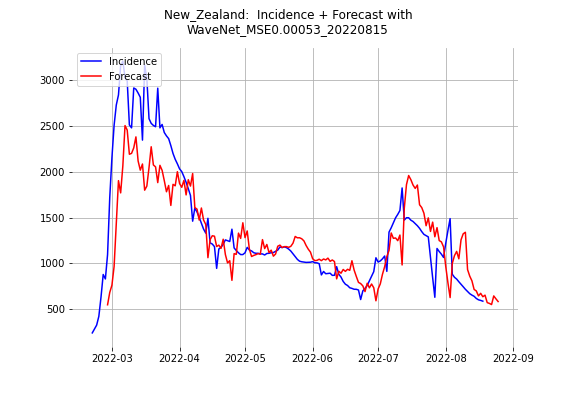 New_Zealand:  Incidence + Forecast with
WaveNet_MSE0.00053_20220815
Incidence
Forecast
3000
2500
2000
1500
1000
500
2022-03 2022-04 2022-05 2022-06 2022-07 2022-08 2022-09